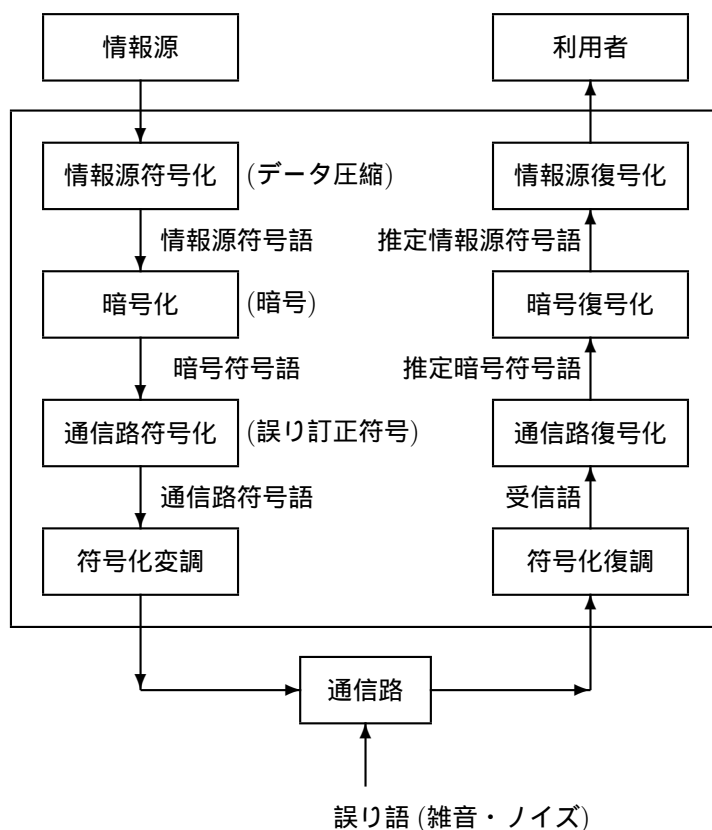 情報源
利用者
情報源符号化
(データ圧縮)
情報源復号化
情報源符号語
推定情報源符号語
暗号化
(暗号)
暗号復号化
暗号符号語
推定暗号符号語
通信路符号化
(誤り訂正符号)
通信路復号化
通信路符号語
受信語
符号化変調
符号化復調
通信路
誤り語 (雑音・ノイズ)